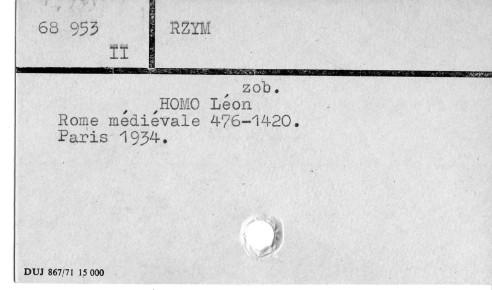 68 953
II
RZYM
zob.
HOMO Léon
Rome médiévale 476-1420.
Paris 1934.
DUJ 867/71 15 000